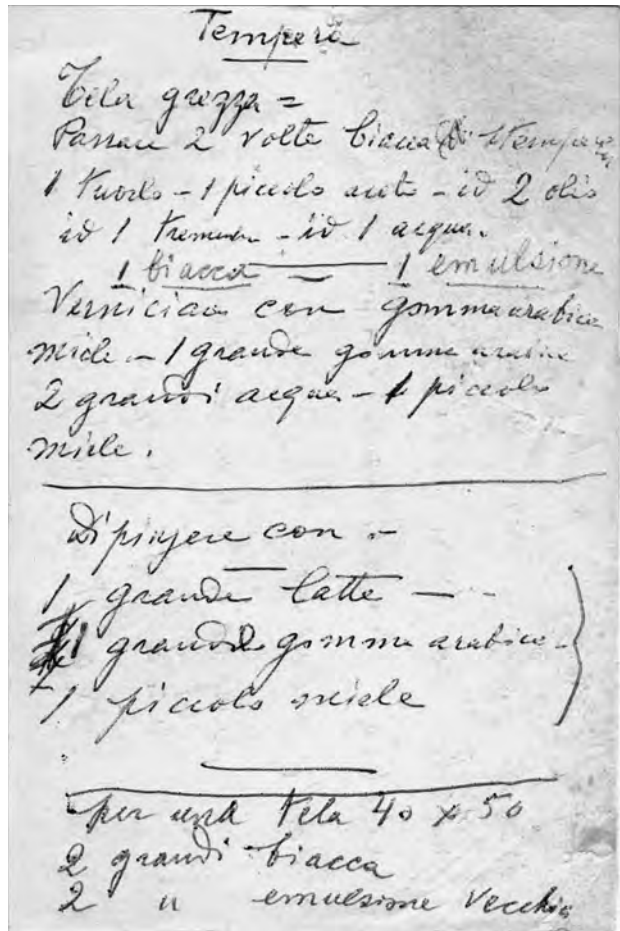 Tempera
Tela grezza =
Passare 2 volte biacca di tempera
1 tuorlo - 1 piccolo aceto - id 2 olio
id 1 - id 1 acqua.
1 biacca — 1 emulsione
Verniciare con gomma arabica
miele - 1 grande gomma arabica
2 grandi acqua - 1 piccolo
miele.
Dipingere con -
1 grande latte -
1 grande gomma arabica -
1 piccolo miele
per una tela 40 x 50
2 grandi biacca
2 " emulsione vecchia